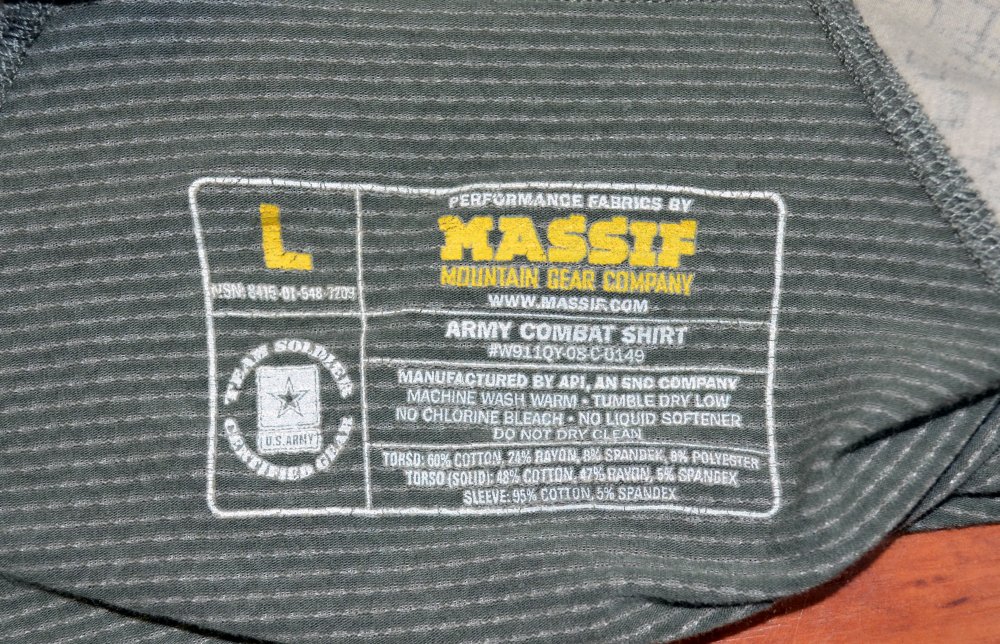 L
NSN: 8415-01-548-7209
TEAM SOLDIER
U.S.ARMY
CERTIFIED GEAR
PERFORMANCE FABRICS BY
MASSIF
MOUNTAIN GEAR COMPANY
WWW.MASSIF.COM
ARMY COMBAT SHIRT
#W911QY-08-C-0149
MANUFACTURED BY API, AN SNC COMPANY
MACHINE WASH WARM • TUMBLE DRY LOW
NO CHLORINE BLEACH • NO LIQUID SOFTENER
DO NOT DRY CLEAN
TORSO: 60% COTTON, 24% RAYON, 8% SPANDEX, 8% POLYESTER
TORSO (SOLID): 48% COTTON, 47% RAYON, 5% SPANDEX
SLEEVE: 95% COTTON, 5% SPANDEX